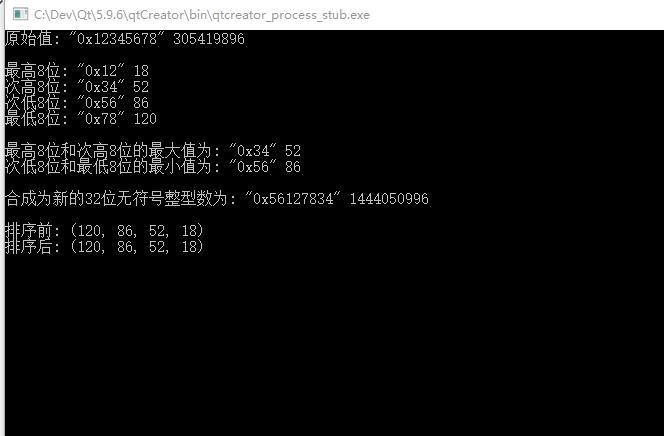 C:\Dev\Qt\5.9.6\qtCreator\bin\qtcreator_process_stub.exe
原始值: "0x12345678" 305419896
最高8位: "0x12" 18
次高8位: "0x34" 52
次低8位: "0x56" 86
最低8位: "0x78" 120
最高8位和次高8位的最大值为: "0x34" 52
次低8位和最低8位的最小值为: "0x56" 86
合成为新的32位无符号整型数为: "0x56127834" 1444050996
排序前: (120, 86, 52, 18)
排序后: (120, 86, 52, 18)